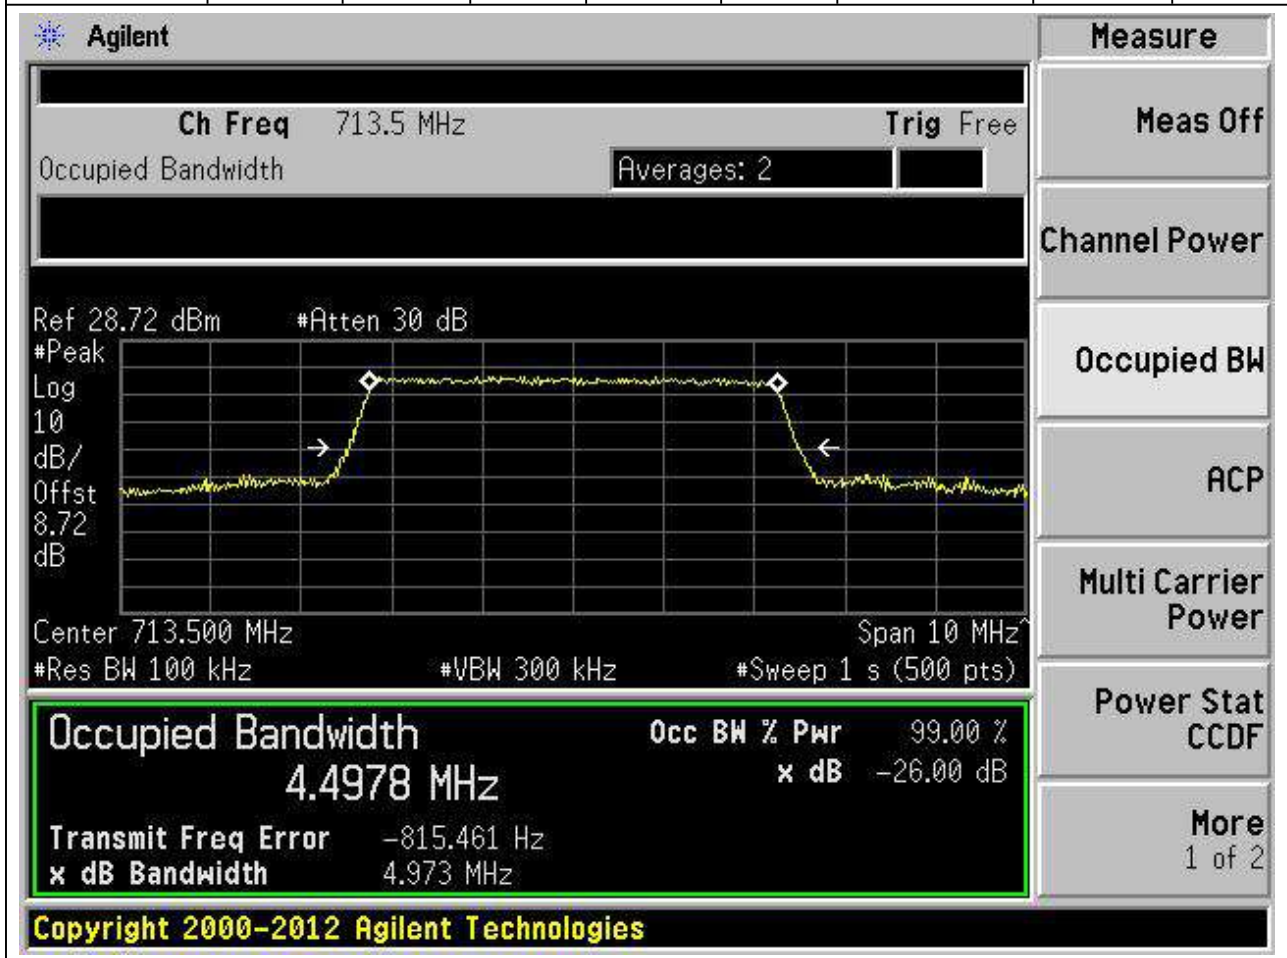 Agilent
Measure
Ch Freq 713.5 MHz Trig Free
Occupied Bandwidth Averages: 2
Meas Off
Channel Power
Occupied BW
ACP
Multi Carrier
Power
Power Stat
CCDF
More
1 of 2
Ref 28.72 dBm #Atten 30 dB
#Peak
Log
10
dB/
Offst
8.72
dB
Center 713.500 MHz Span 10 MHz^
#Res BW 100 kHz #VBW 300 kHz #Sweep 1 s (500 pts)
Occupied Bandwidth Occ BW % Pwr 99.00 %
4.4978 MHz x dB -26.00 dB
Transmit Freq Error -815.461 Hz
x dB Bandwidth 4.973 MHz
Copyright 2000-2012 Agilent Technologies